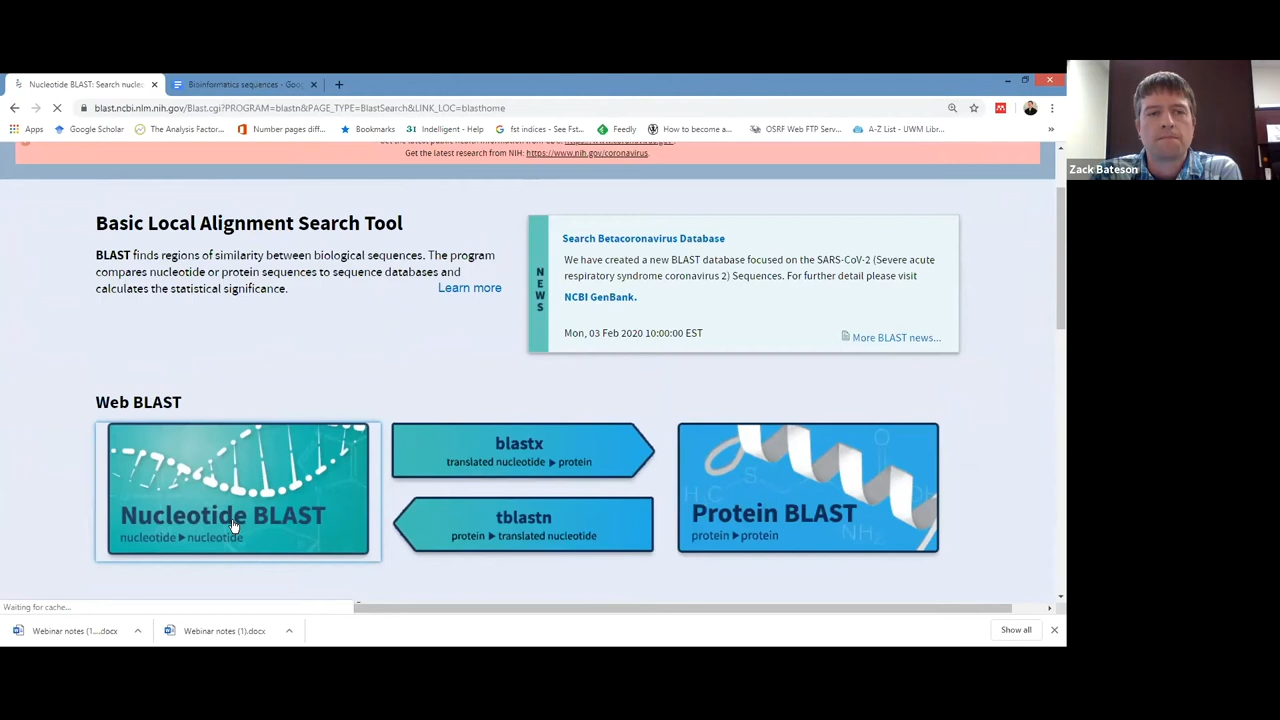 Nucleotide BLAST: Search nucle
Bioinformatics sequences - Goo
blast.ncbi.nlm.nih.gov/Blast.cgi?PROGRAM=blastn&PAGE_TYPE=BlastSearch&LINK_LOC=blasthome
Apps
Google Scholar
The Analysis Factor...
Number pages diff...
Bookmarks
31 Indelligent - Help
fst indices - See Fst...
Feedly
How to become a...
OSRF Web FTP Serv...
A-Z List - UWM Libr...
»
Get the latest research from NIH: https://www.nih.gov/coronavirus.
Zack Bateson
Basic Local Alignment Search Tool
BLAST finds regions of similarity between biological sequences. The program
compares nucleotide or protein sequences to sequence databases and
calculates the statistical significance.
Learn more
NEWS
Search Betacoronavirus Database
We have created a new BLAST database focused on the SARS-CoV-2 (Severe acute
respiratory syndrome coronavirus 2) Sequences. For further detail please visit
NCBI GenBank.
Mon, 03 Feb 2020 10:00:00 EST
More BLAST news...
Web BLAST
Nucleotide BLAST
nucleotide ▶ nucleotide
blastx
translated nucleotide ▶ protein
tblastn
protein ▶ translated nucleotide
Protein BLAST
protein ▶ protein
Waiting for cache...
Webinar notes (1....docx
Webinar notes (1).docx
Show all